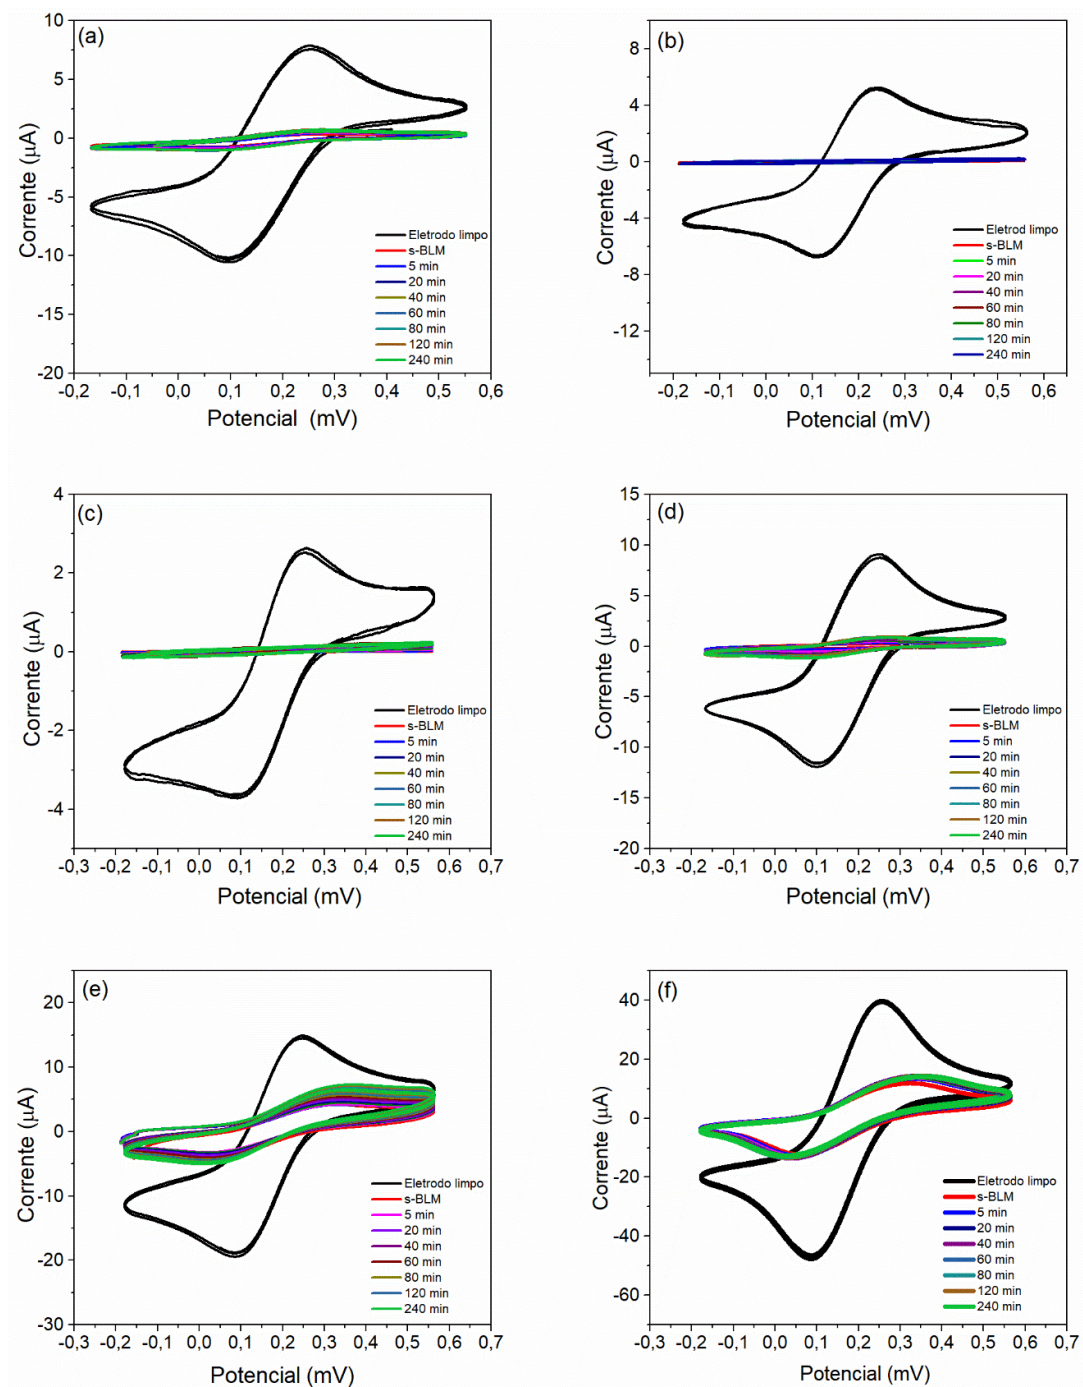 (a)
10
5
0
-5
-10
-15
-20
Corrente (µA)
Eletrodo limpo
s-BLM
5 min
20 min
40 min
60 min
80 min
120 min
240 min
-0,2 -0,1 0,0 0,1 0,2 0,3 0,4 0,5 0,6
Potencial (mV)
(b)
8
4
0
-4
-8
-12
Corrente (µA)
Eletrod limpo
s-BLM
5 min
20 min
40 min
60 min
80 min
120 min
240 min
-0,2 -0,1 0,0 0,1 0,2 0,3 0,4 0,5 0,6
Potencial (mV)
(c)
4
2
0
-2
-4
Corrente (µA)
Eletrodo limpo
s-BLM
5 min
20 min
40 min
60 min
80 min
120 min
240 min
-0,3 -0,2 -0,1 0,0 0,1 0,2 0,3 0,4 0,5 0,6 0,7
Potencial (mV)
(d)
15
10
5
0
-5
-10
-15
-20
Corrente (µA)
Eletrodo limpo
s-BLM
5 min
20 min
40 min
60 min
80 min
120 min
240 min
-0,3 -0,2 -0,1 0,0 0,1 0,2 0,3 0,4 0,5 0,6 0,7
Potencial (mV)
(e)
20
10
0
-10
-20
-30
Corrente (µA)
Eletrodo limpo
s-BLM
5 min
20 min
40 min
60 min
80 min
120 min
240 min
-0,3 -0,2 -0,1 0,0 0,1 0,2 0,3 0,4 0,5 0,6 0,7
Potencial (mV)
(f)
40
20
0
-20
-40
-60
Corrente (µA)
Eletrodo limpo
s-BLM
5 min
20 min
40 min
60 min
80 min
120 min
240 min
-0,3 -0,2 -0,1 0,0 0,1 0,2 0,3 0,4 0,5 0,6 0,7
Potencial (mV)